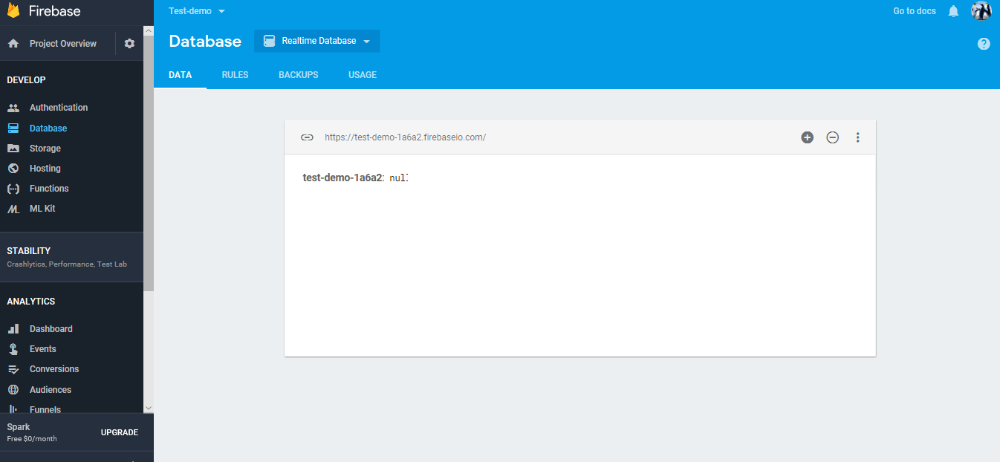 Firebase
Project Overview
DEVELOP
Authentication
Database
Storage
Hosting
Functions
ML Kit
STABILITY
Crashlytics, Performance, Test Lab
ANALYTICS
Dashboard
Events
Conversions
Audiences
Funnels
Spark
Free $0/month
UPGRADE
Test-demo
Go to docs
Database
Realtime Database
?
DATA
RULES
BACKUPS
USAGE
https://test-demo-1a6a2.firebaseio.com/
test-demo-1a6a2: null